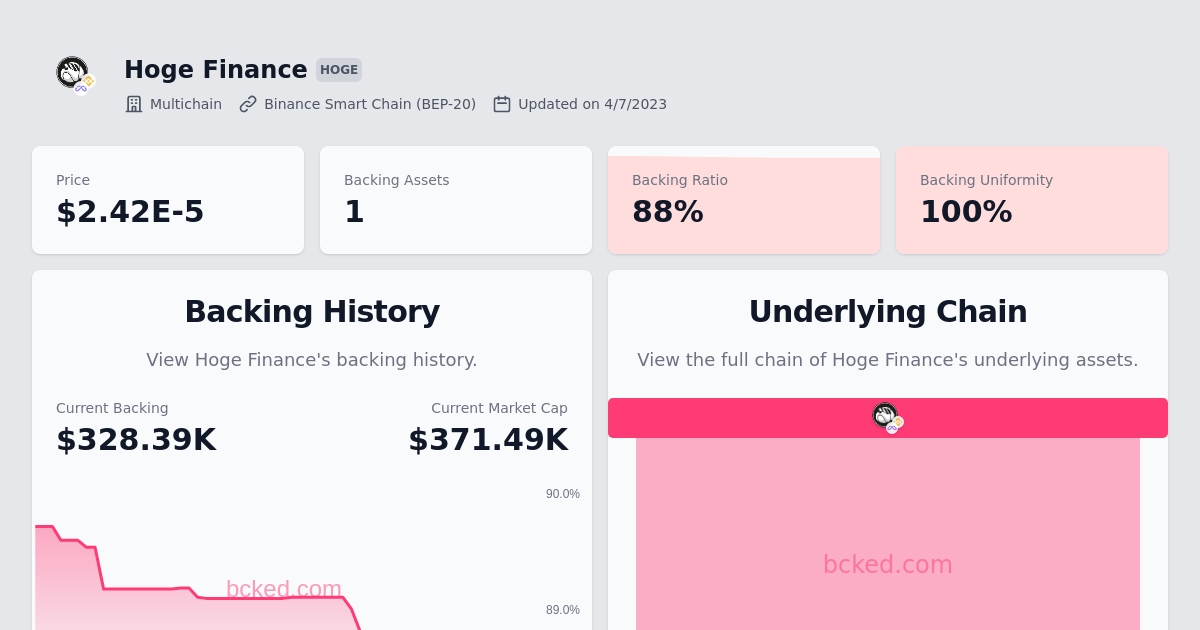 Hoge Finance HOGE
Multichain Binance Smart Chain (BEP-20) Updated on 4/7/2023
Price
$2.42E-5
Backing Assets
1
Backing Ratio
88%
Backing Uniformity
100%
Backing History
View Hoge Finance's backing history.
Current Backing
$328.39K
Current Market Cap
$371.49K
90.0%
bcked.com
89.0%
Underlying Chain
View the full chain of Hoge Finance's underlying assets.
bcked.com